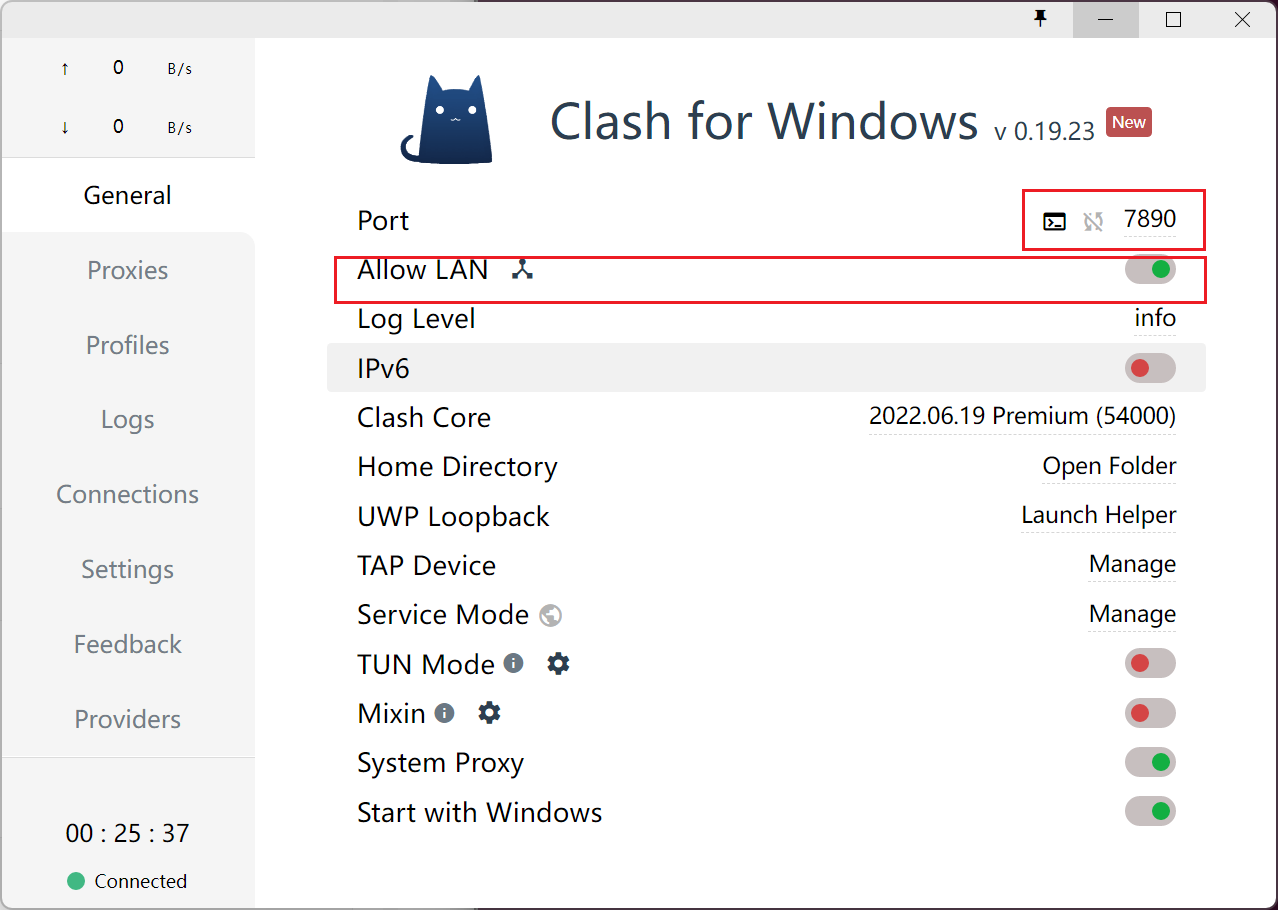 ↑ 0 B/s
↓ 0 B/s
General
Proxies
Profiles
Logs
Connections
Settings
Feedback
Providers
00 : 25 : 37
Connected
Clash for Windows v 0.19.23 New
Port 7890
Allow LAN
Log Level info
IPv6
Clash Core 2022.06.19 Premium (54000)
Home Directory Open Folder
UWP Loopback Launch Helper
TAP Device Manage
Service Mode Manage
TUN Mode
Mixin
System Proxy
Start with Windows